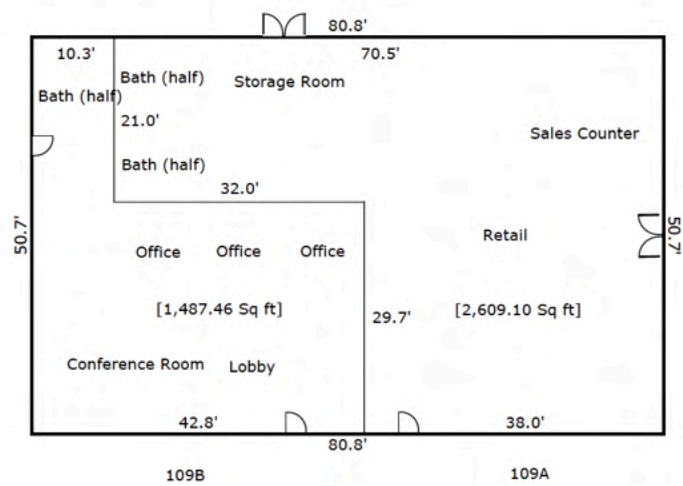 80.8'
10.3'
70.5'
Bath (half)
Storage Room
Bath (half)
21.0'
Sales Counter
Bath (half)
32.0'
50.7'
50.7'
Retail
Office
Office
Office
[1,487.46 Sq ft]
29.7'
[2,609.10 Sq ft]
Conference Room
Lobby
42.8'
38.0'
80.8'
109B
109A